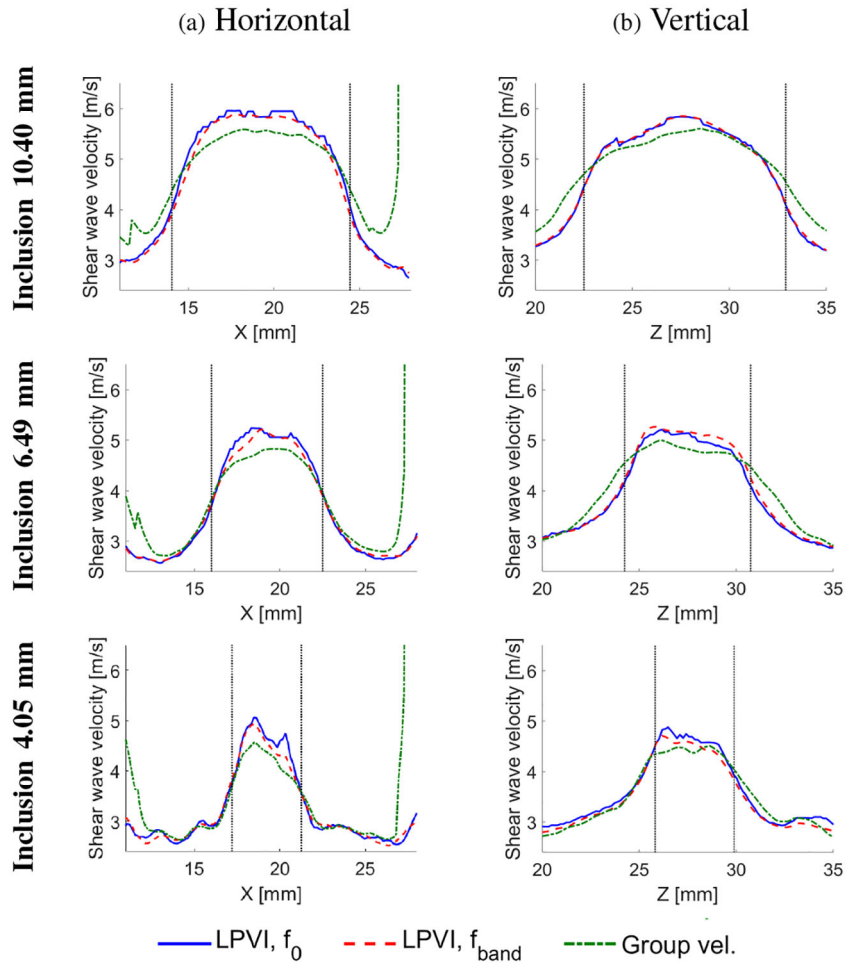 (a) Horizontal
(b) Vertical
Inclusion 10.40 mm
Shear wave velocity [m/s]
6
5
4
3
15
20
25
X [mm]
Shear wave velocity [m/s]
6
5
4
3
20
25
30
35
Z [mm]
Inclusion 6.49 mm
Shear wave velocity [m/s]
6
5
4
3
15
20
25
X [mm]
Shear wave velocity [m/s]
6
5
4
3
20
25
30
35
Z [mm]
Inclusion 4.05 mm
Shear wave velocity [m/s]
6
5
4
3
15
20
25
X [mm]
Shear wave velocity [m/s]
6
5
4
3
20
25
30
35
Z [mm]
LPVI, f0
LPVI, fband
Group vel.